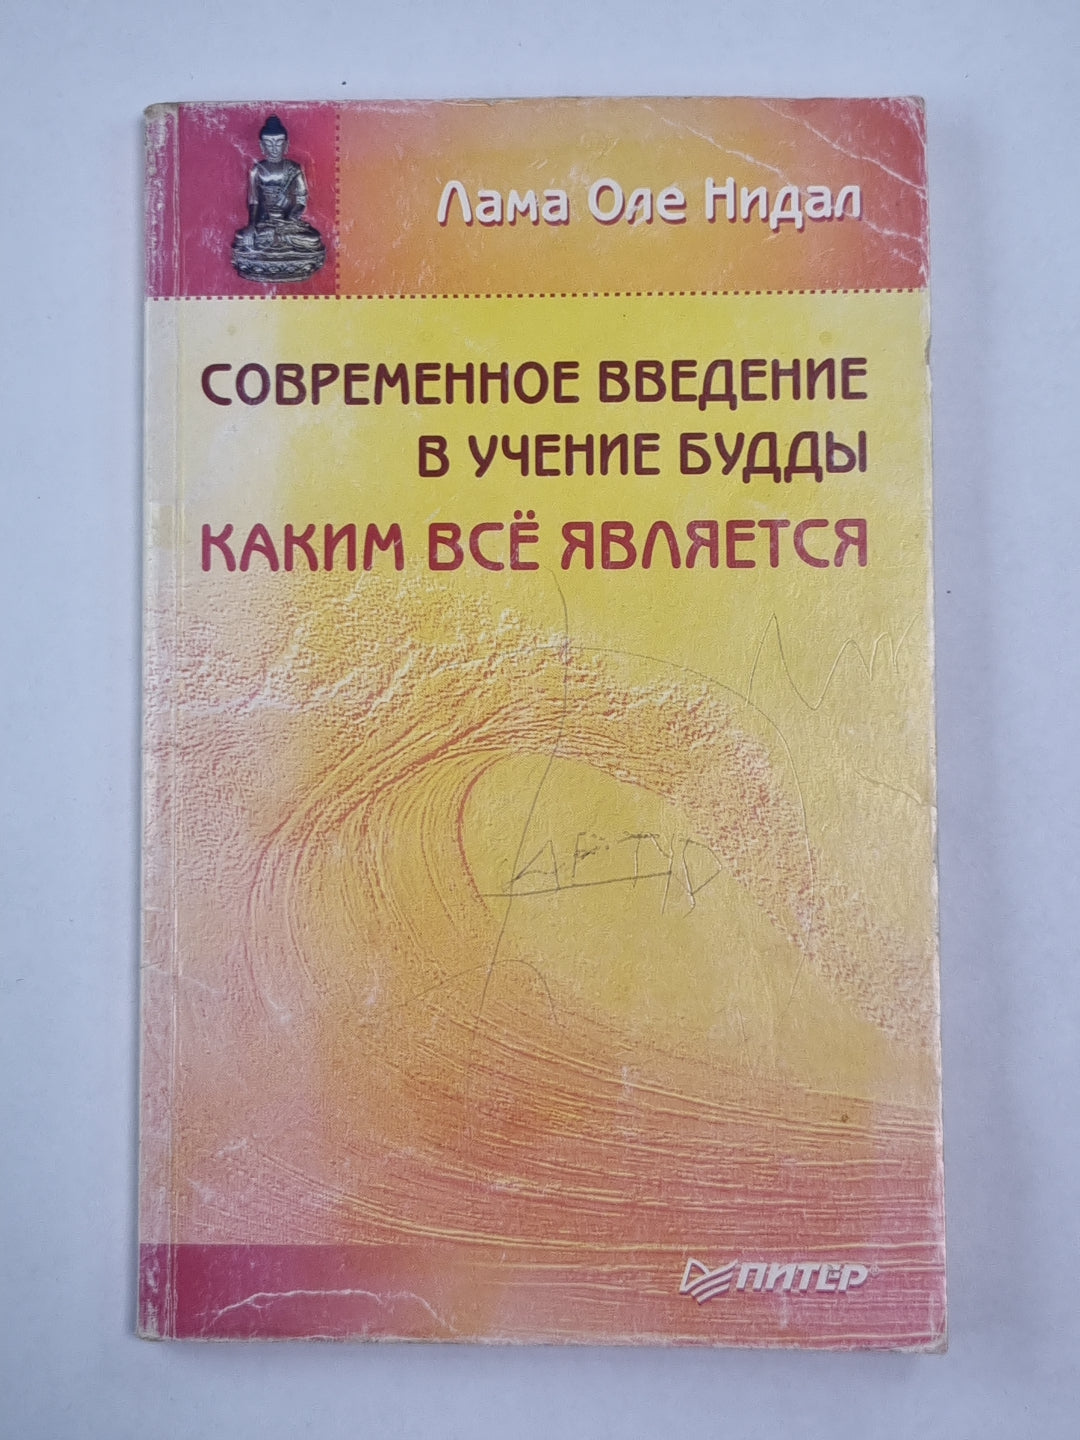 Лама Оле Нидал
СОВРЕМЕННОЕ ВВЕДЕНИЕ
В УЧЕНИЕ БУДДЫ
КАКИМ ВСЁ ЯВЛЯЕТСЯ
АРТУР
ПИТЕР®